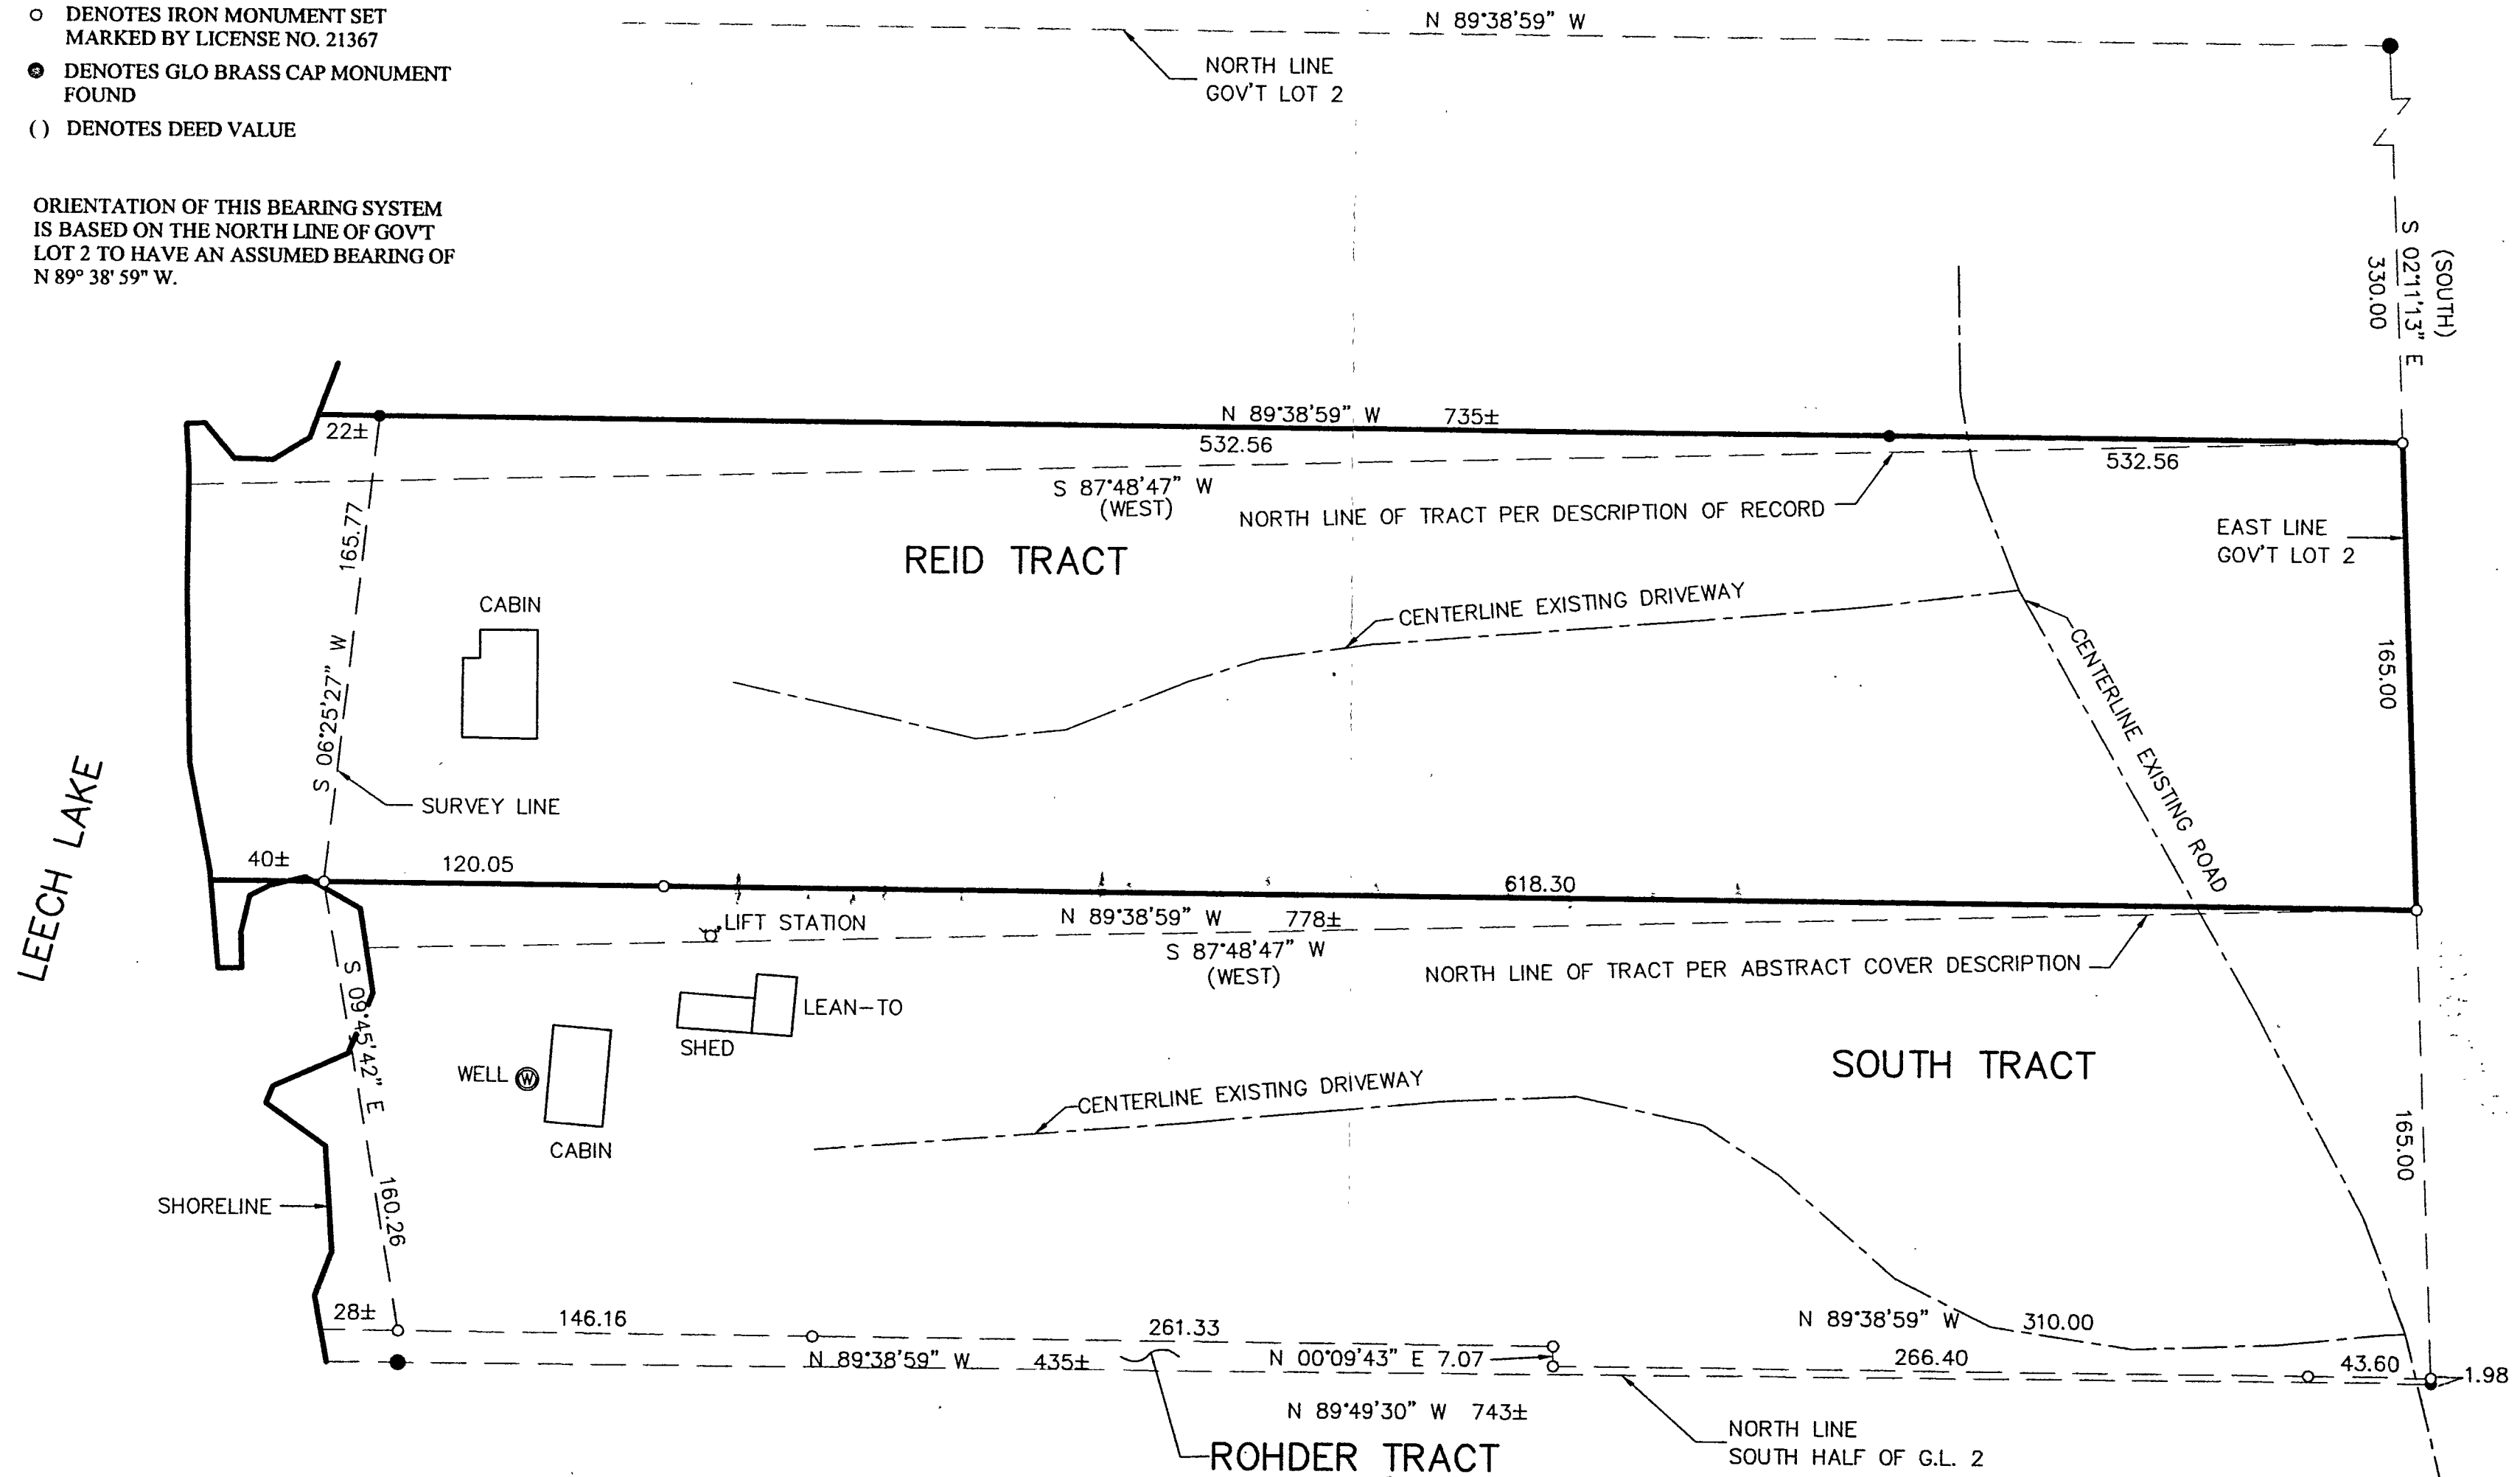 ○ DENOTES IRON MONUMENT SET
MARKED BY LICENSE NO. 21367
● DENOTES GLO BRASS CAP MONUMENT
FOUND
( ) DENOTES DEED VALUE
ORIENTATION OF THIS BEARING SYSTEM
IS BASED ON THE NORTH LINE OF GOVT
LOT 2 TO HAVE AN ASSUMED BEARING OF
N 89° 38' 59" W.
N 89°38'59" W
NORTH LINE
GOV'T LOT 2
(SOUTH)
S 02°11'13" E
330.00
N 89°38'59" W 735±
22±
532.56
532.56
S 87°48'47" W
(WEST)
NORTH LINE OF TRACT PER DESCRIPTION OF RECORD
EAST LINE
GOV'T LOT 2
REID TRACT
S 06°25'27" W 165.77
CABIN
CENTERLINE EXISTING DRIVEWAY
CENTERLINE EXISTING ROAD
165.00
SURVEY LINE
LEECH LAKE
40±
120.05
618.30
N 89°38'59" W 778±
LIFT STATION
S 87°48'47" W
(WEST)
NORTH LINE OF TRACT PER ABSTRACT COVER DESCRIPTION
S 09°45'42" E 160.26
LEAN-TO
SHED
SOUTH TRACT
WELL W
CABIN
CENTERLINE EXISTING DRIVEWAY
165.00
SHORELINE
28±
146.16
261.33
N 89°38'59" W 310.00
N 89°38'59" W 435±
N 00°09'43" E 7.07
266.40
43.60
1.98
N 89°49'30" W 743±
NORTH LINE
SOUTH HALF OF G.L. 2
ROHDER TRACT